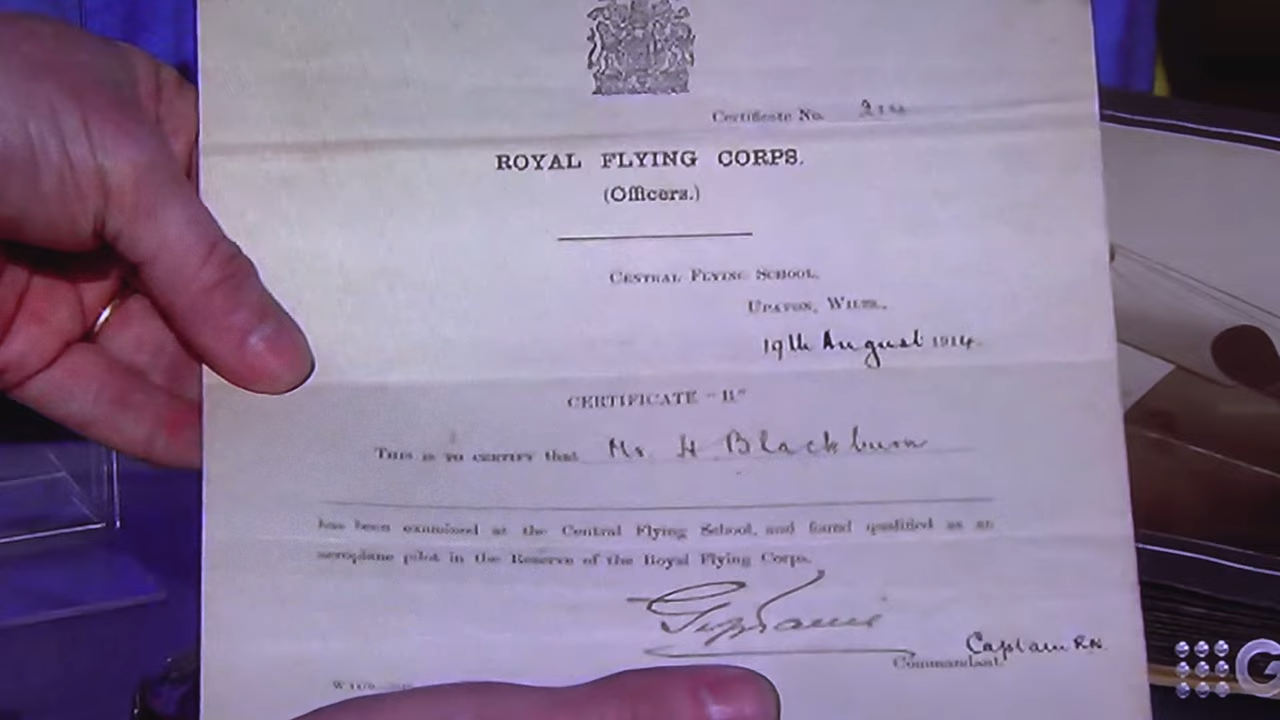 Certificate No.
ROYAL FLYING CORPS.
(Officers.)
CENTRAL FLYING SCHOOL,
UPAVON, WILTS.,
19th August 1914.
CERTIFICATE "B"
THIS IS TO CERTIFY that Mr H Blackburn
has been examined at the Central Flying School, and found qualified as an
aeroplane pilot in the Reserve of the Royal Flying Corps.
Captain RN.
Commandant.
G